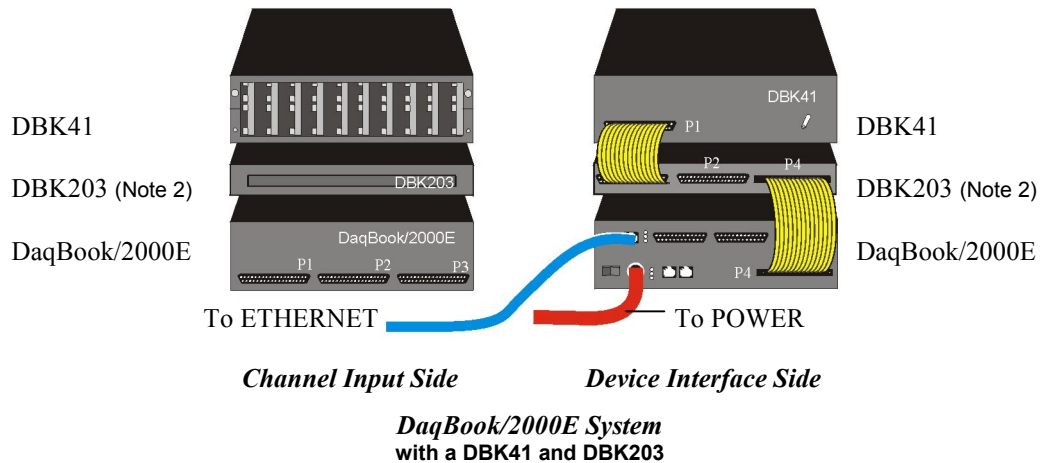 DBK41
P1
DBK41
DBK41
P2
P4
DBK203
DBK203 (Note 2)
DBK203 (Note 2)
DaqBook/2000E
DaqBook/2000E
DaqBook/2000E
P1 P2 P3
P4
To ETHERNET
To POWER
Channel Input Side
Device Interface Side
DaqBook/2000E System
with a DBK41 and DBK203